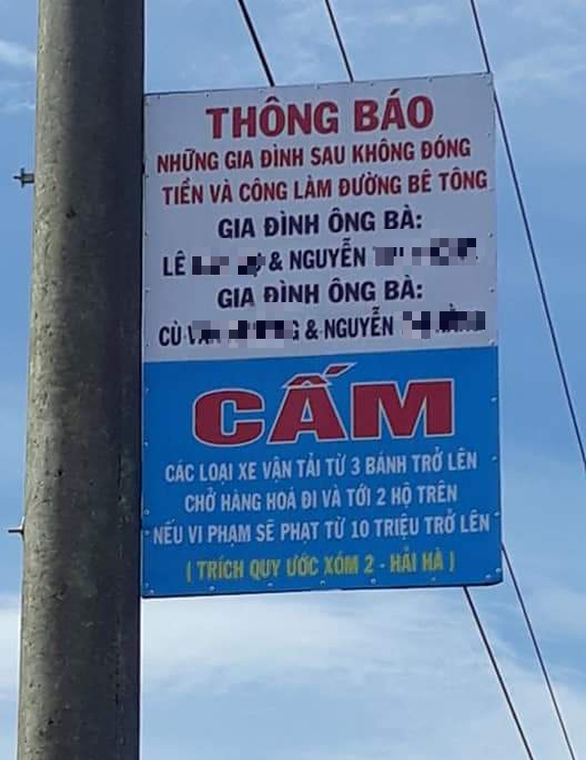 THÔNG BÁO
NHỮNG GIA ĐÌNH SAU KHÔNG ĐÓNG
TIỀN VÀ CÔNG LÀM ĐƯỜNG BÊ TÔNG
GIA ĐÌNH ÔNG BÀ:
LÊ & NGUYỄN
GIA ĐÌNH ÔNG BÀ:
CÙ & NGUYỄN
CẤM
CÁC LOẠI XE VẬN TẢI TỪ 3 BÁNH TRỞ LÊN
CHỞ HÀNG HOÁ ĐI VÀ TỚI 2 HỘ TRÊN
NẾU VI PHẠM SẼ PHẠT TỪ 10 TRIỆU TRỞ LÊN
( TRÍCH QUY ƯỚC XÓM 2 - HẢI HÀ )